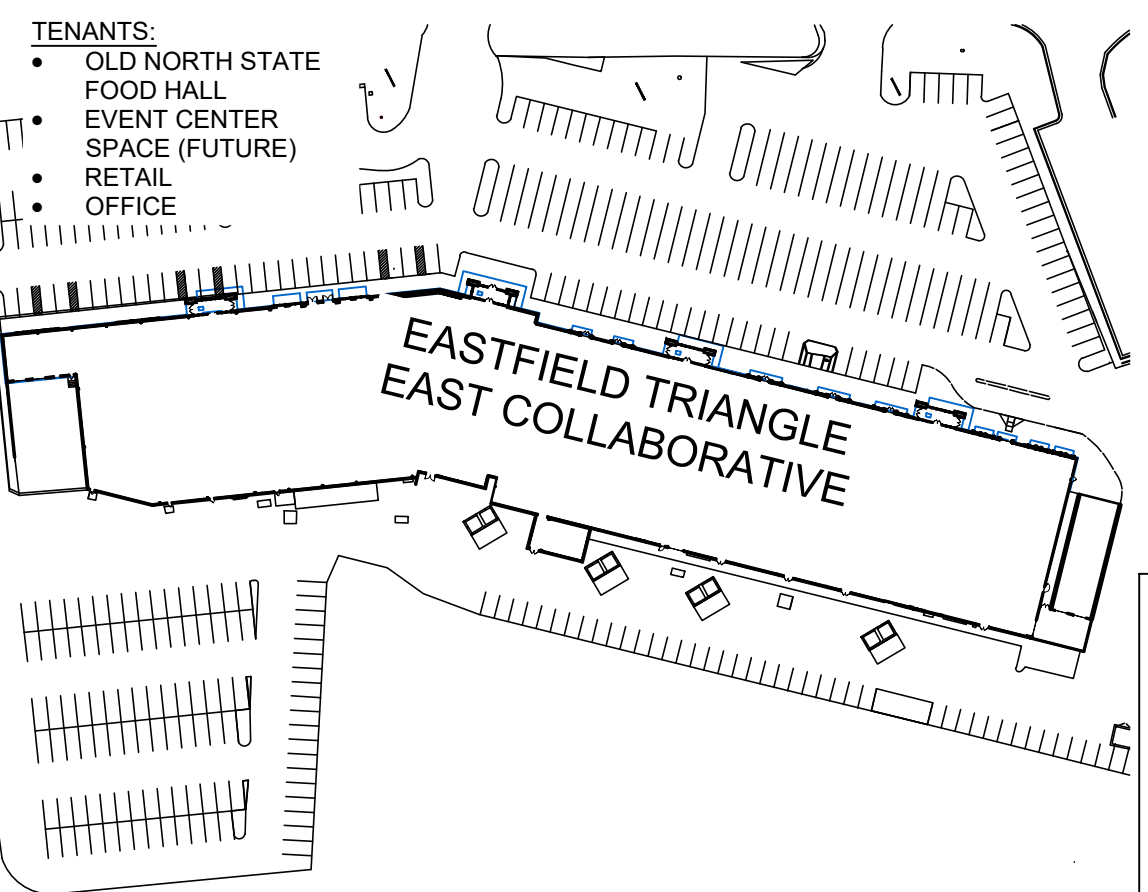 TENANTS:
• OLD NORTH STATE
FOOD HALL
• EVENT CENTER
SPACE (FUTURE)
• RETAIL
• OFFICE
EASTFIELD TRIANGLE
EAST COLLABORATIVE